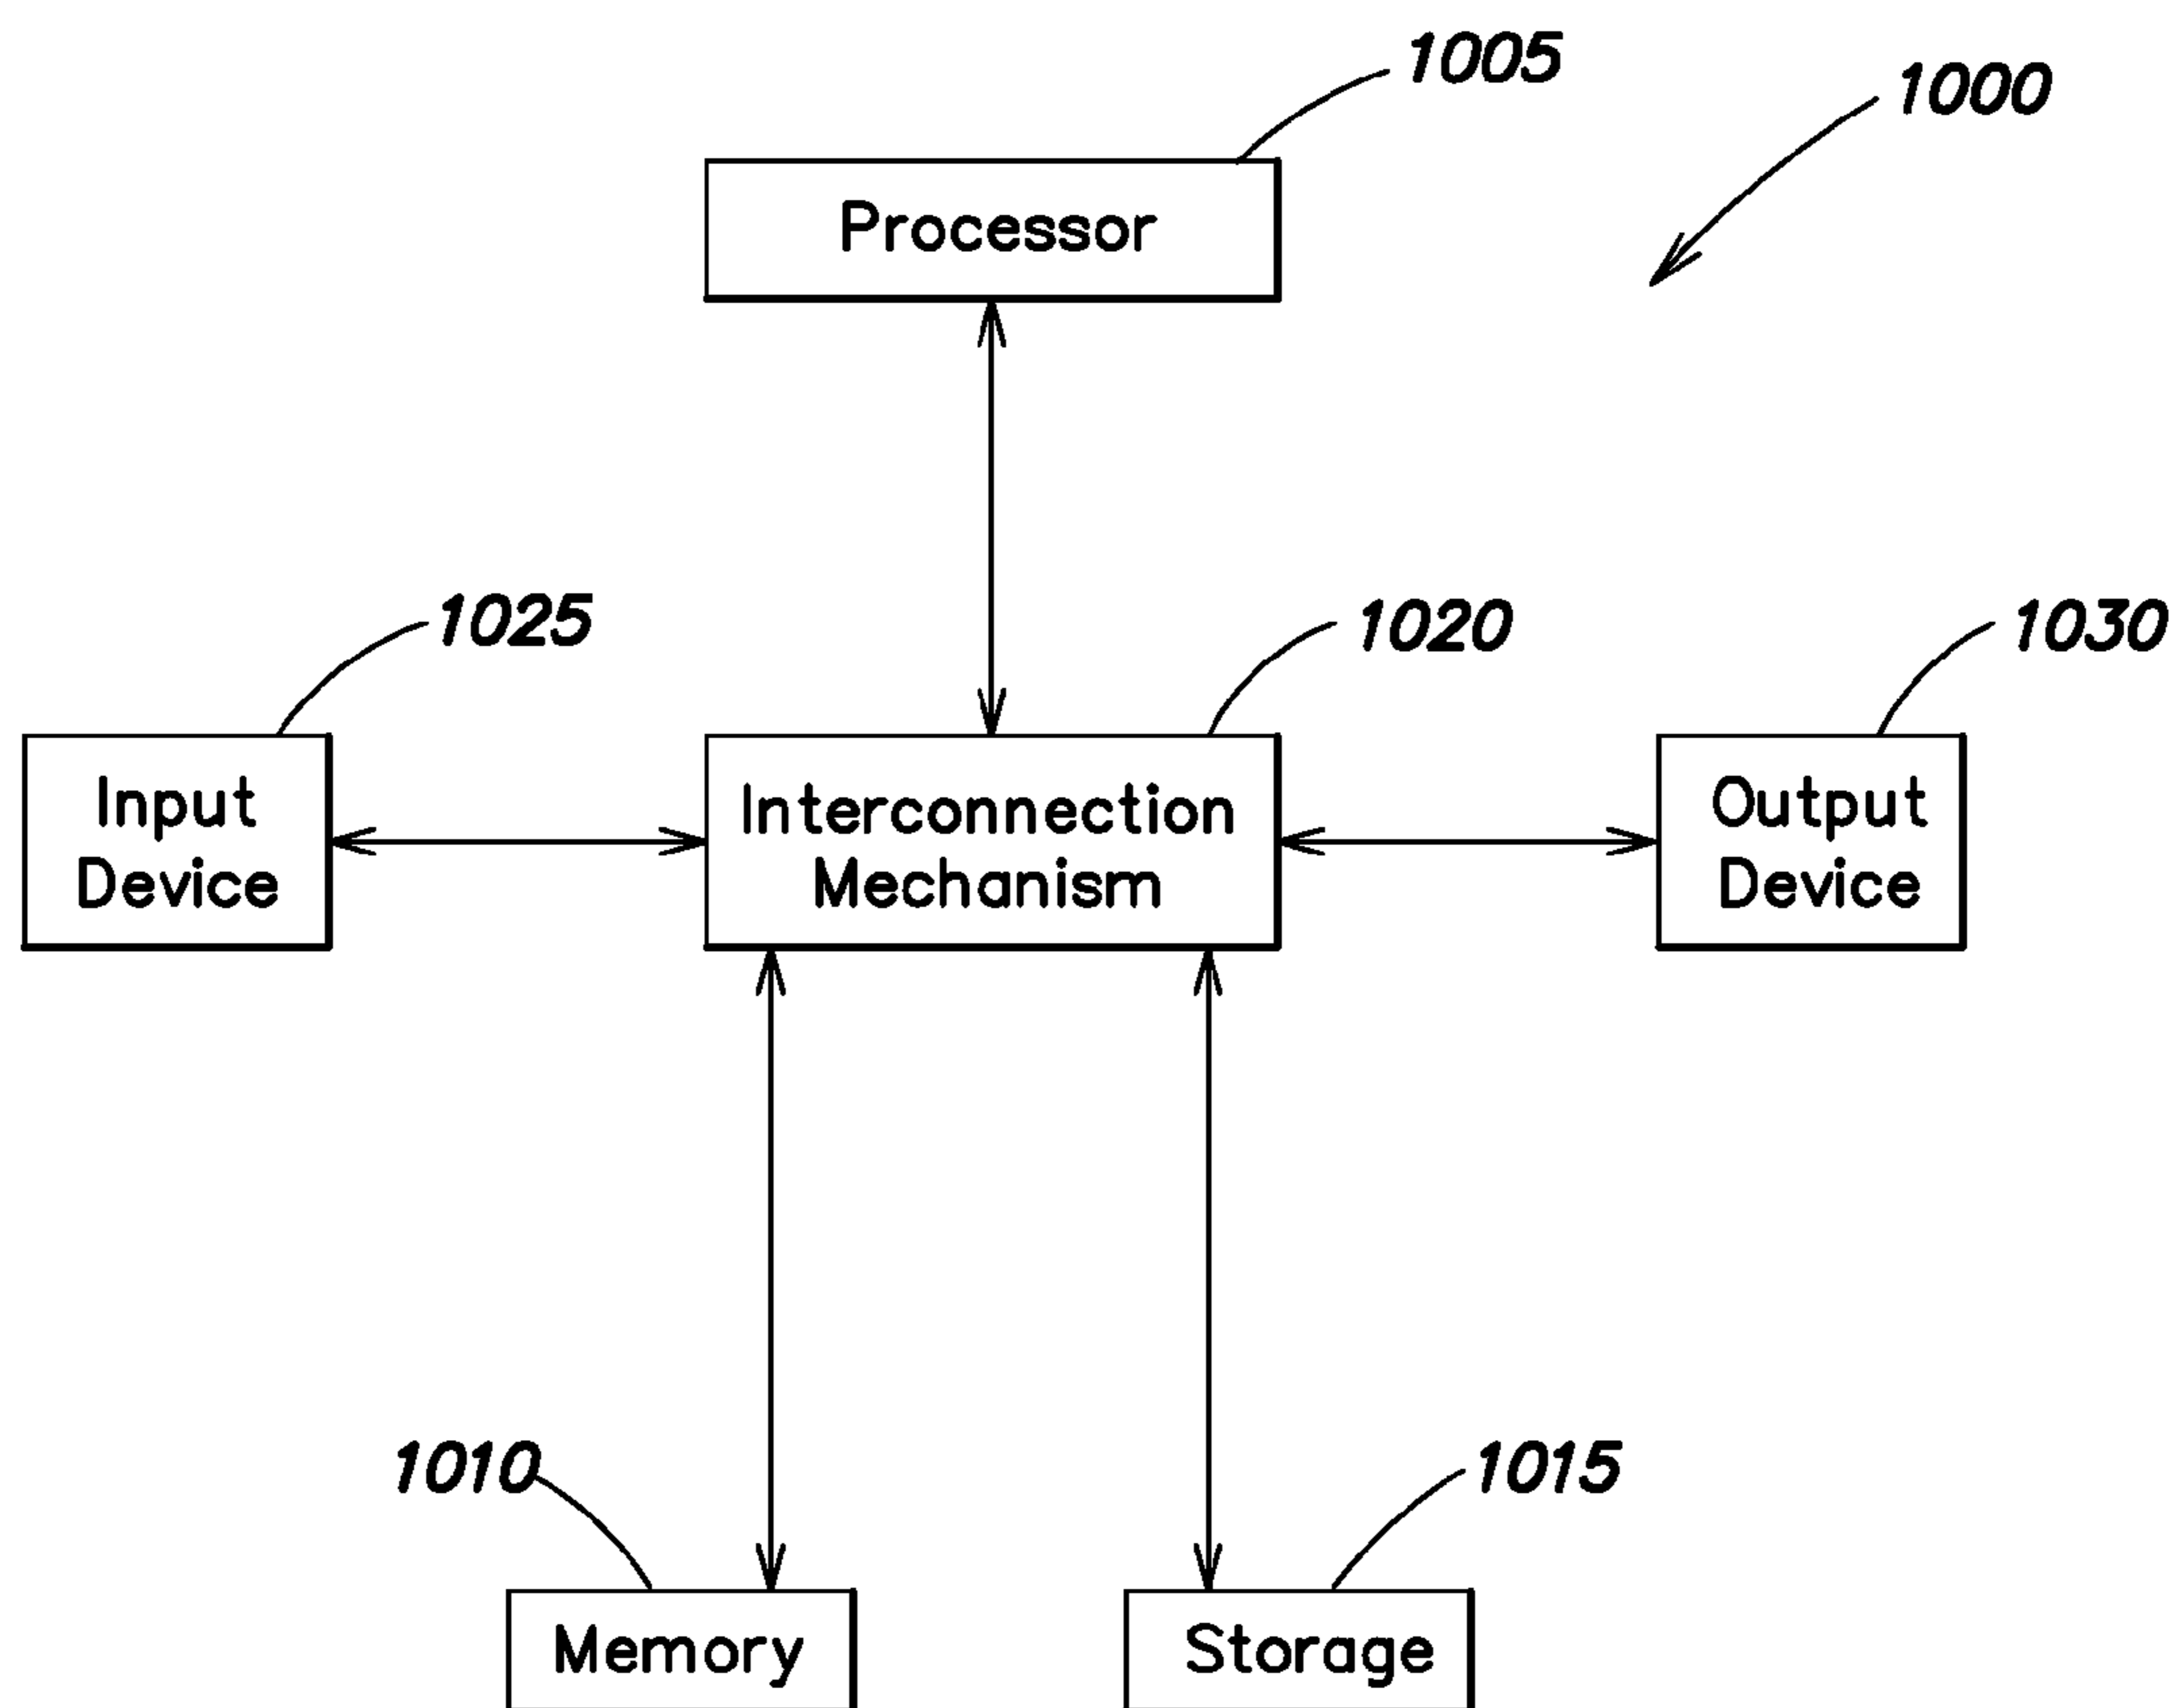 1005
1000
Processor
1025
1020
1030
Input
Device
Interconnection
Mechanism
Output
Device
1010
1015
Memory
Storage